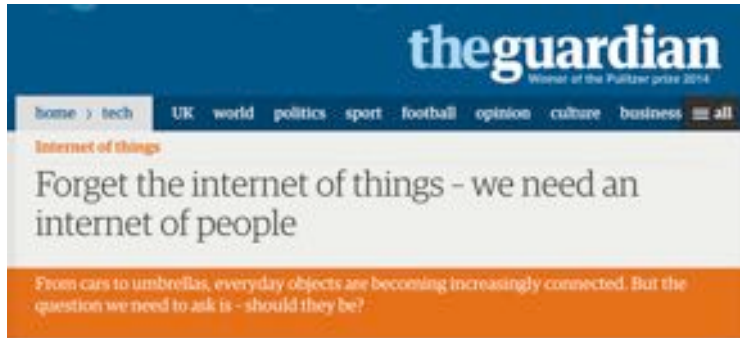 theguardian
Winner of the Pulitzer prize 2014
home › tech UK world politics sport football opinion culture business ≡ all
Internet of things
Forget the internet of things – we need an
internet of people
From cars to umbrellas, everyday objects are becoming increasingly connected. But the
question we need to ask is – should they be?